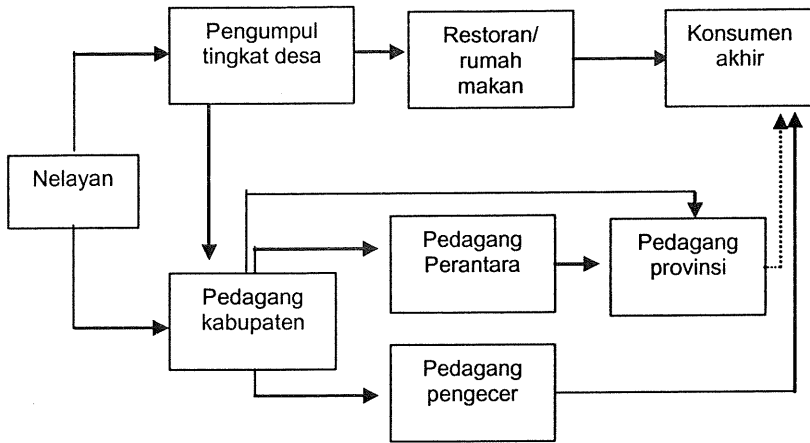 Pengumpul
tingkat desa
Restoran/
rumah
makan
Konsumen
akhir
Nelayan
Pedagang
Perantara
Pedagang
provinsi
Pedagang
kabupaten
Pedagang
pengecer